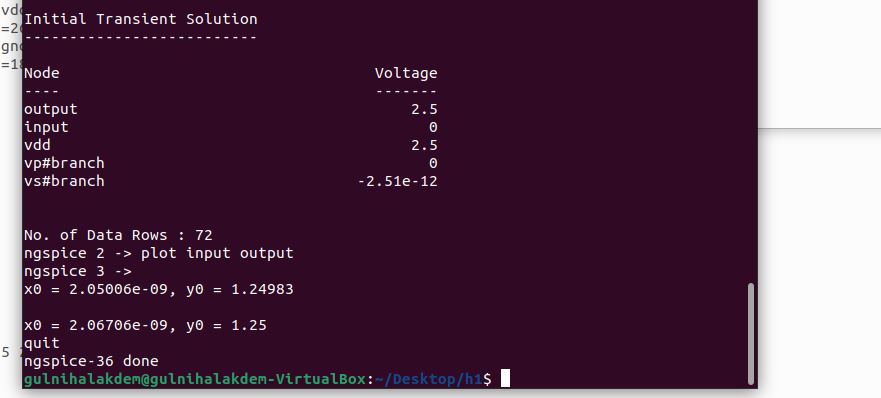 vdd
=2
gnd
=18
Initial Transient Solution
--------------------------
Node Voltage
---- -------
output 2.5
input 0
vdd 2.5
vp#branch 0
vs#branch -2.51e-12
No. of Data Rows : 72
ngspice 2 -> plot input output
ngspice 3 ->
x0 = 2.05006e-09, y0 = 1.24983
x0 = 2.06706e-09, y0 = 1.25
quit
5
ngspice-36 done
gulnihalakdem@gulnihalakdem-VirtualBox:~/Desktop/h1$